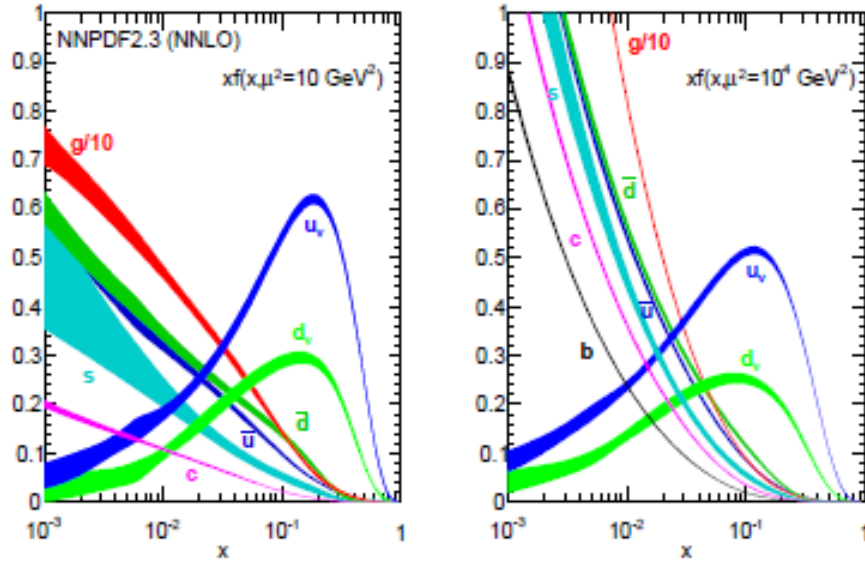 NNPDF2.3 (NNLO)
xf(x,μ²=10 GeV²)
g/10
u_v
d_v
s
d̅
u̅
c
1
0.9
0.8
0.7
0.6
0.5
0.4
0.3
0.2
0.1
0
10⁻³
10⁻²
10⁻¹
1
x
g/10
xf(x,μ²=10⁴ GeV²)
s
d̅
c
u_v
u̅
b
d_v
1
0.9
0.8
0.7
0.6
0.5
0.4
0.3
0.2
0.1
0
10⁻³
10⁻²
10⁻¹
1
x